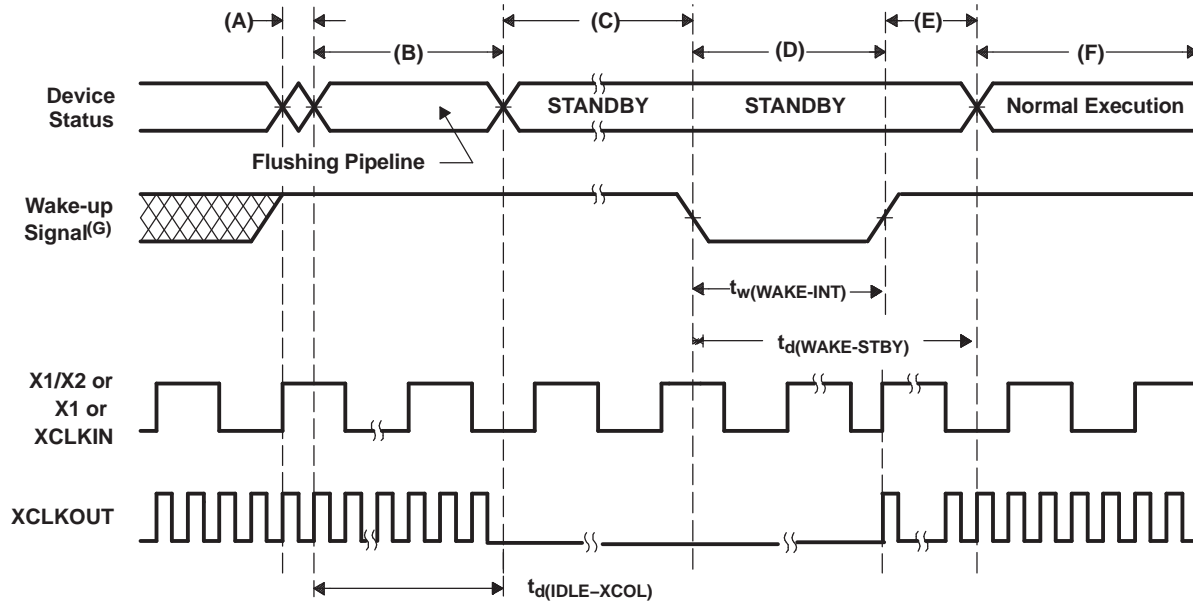 (A)
(C)
(E)
(B)
(D)
(F)
Device
Status
STANDBY
STANDBY
Normal Execution
Flushing Pipeline
Wake-up
Signal(G)
tw(WAKE-INT)
td(WAKE-STBY)
X1/X2 or
X1 or
XCLKIN
XCLKOUT
td(IDLE–XCOL)